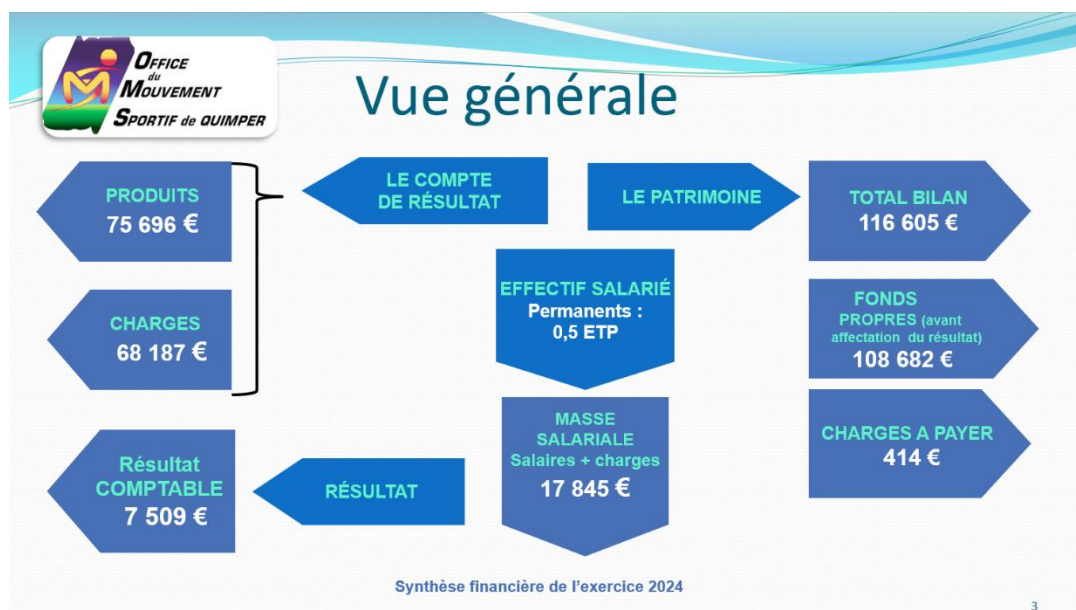 OFFICE
du
MOUVEMENT
SPORTIF de QUIMPER
Vue générale
PRODUITS
75 696 €
LE COMPTE
DE RÉSULTAT
LE PATRIMOINE
TOTAL BILAN
116 605 €
EFFECTIF SALARIÉ
Permanents :
0,5 ETP
CHARGES
68 187 €
FONDS
PROPRES (avant
affectation du résultat)
108 682 €
MASSE
SALARIALE
Salaires + charges
17 845 €
CHARGES A PAYER
414 €
Résultat
COMPTABLE
7 509 €
RÉSULTAT
Synthèse financière de l'exercice 2024
3